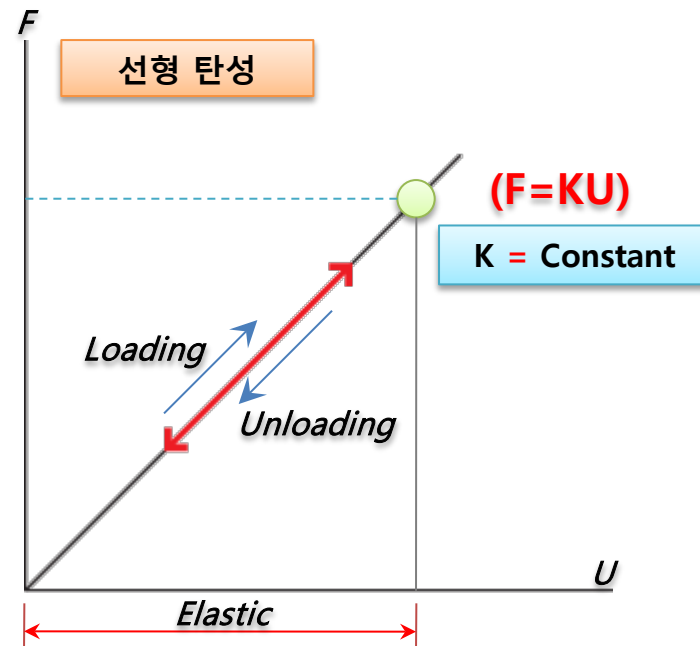 F
선형 탄성
(F=KU)
K = Constant
Loading
Unloading
U
Elastic